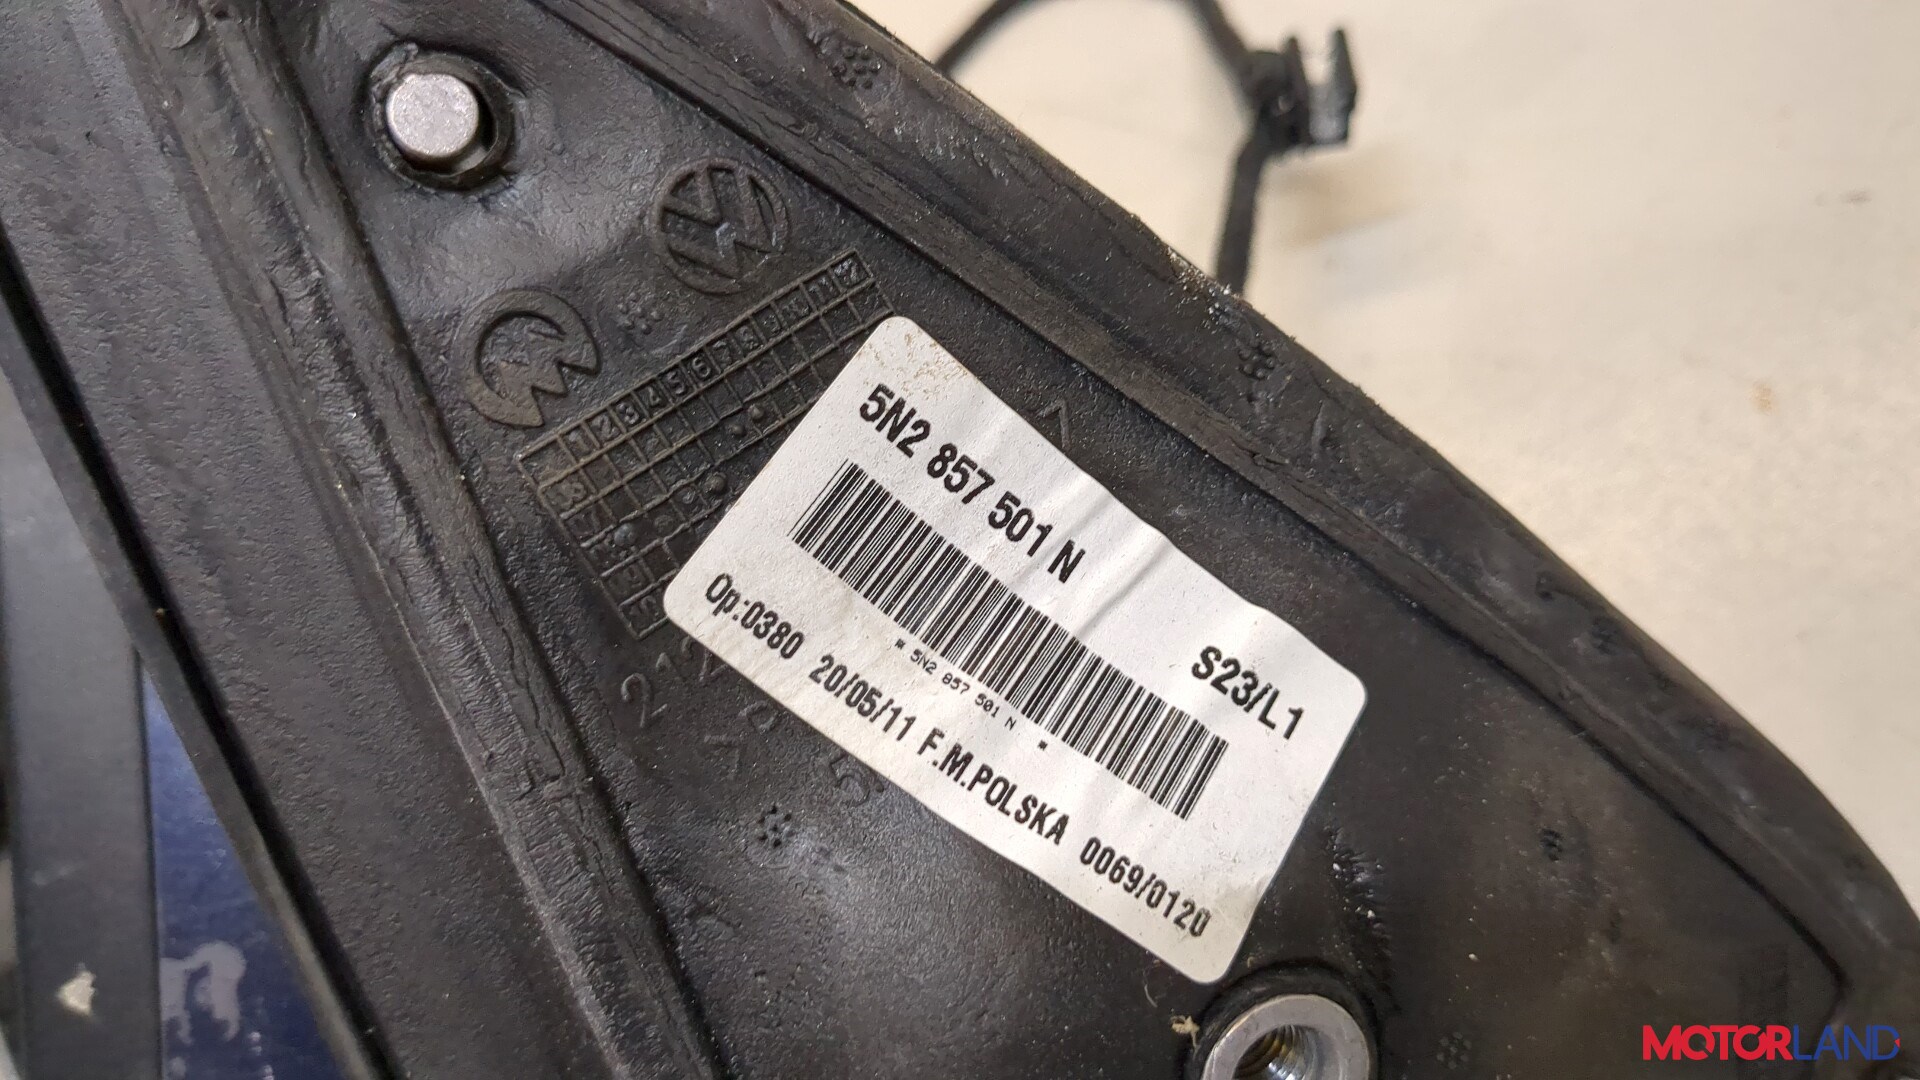 1 2 3 4 5 6 7 8 9 10 11 12
5N2 857 501 N
* 5N2 857 501 N *
S23/L1
Op:0380 20/05/11 F.M.POLSKA 0069/0120
MOTORLAND